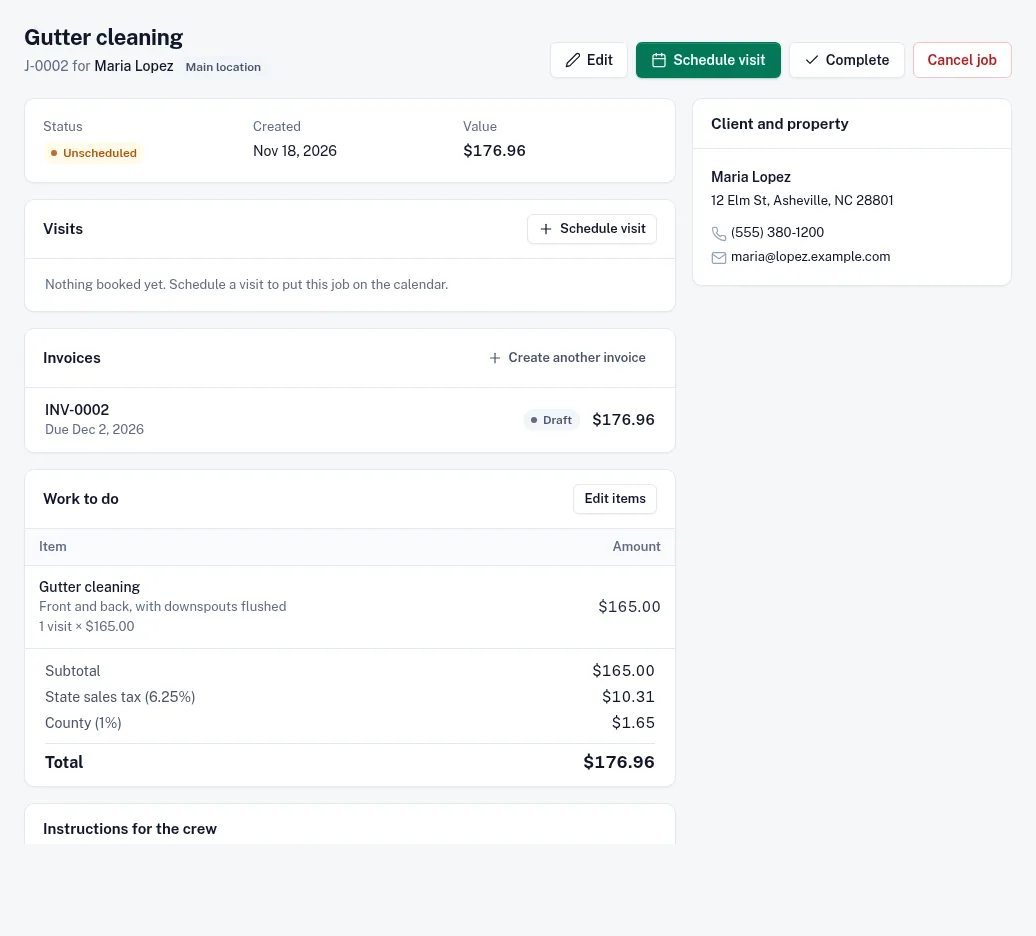 Gutter cleaning
J-0002 for Maria Lopez Main location
Edit
Schedule visit
Complete
Cancel job
Status
Unscheduled
Created
Nov 18, 2026
Value
$176.96
Client and property
Maria Lopez
12 Elm St, Asheville, NC 28801
(555) 380-1200
maria@lopez.example.com
Visits
Schedule visit
Nothing booked yet. Schedule a visit to put this job on the calendar.
Invoices
Create another invoice
INV-0002
Due Dec 2, 2026
Draft
$176.96
Work to do
Edit items
Item Amount
Gutter cleaning
Front and back, with downspouts flushed
1 visit × $165.00
$165.00
Subtotal $165.00
State sales tax (6.25%) $10.31
County (1%) $1.65
Total $176.96
Instructions for the crew